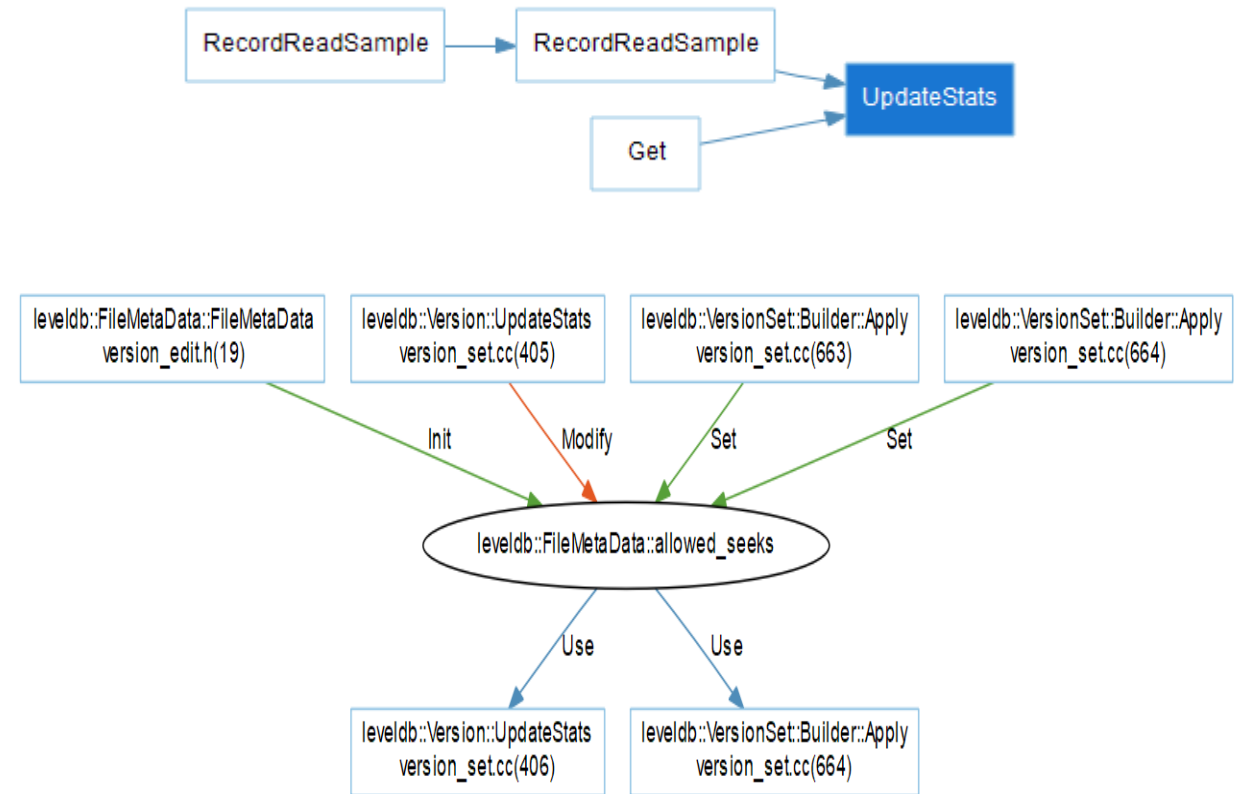 RecordReadSample
RecordReadSample
UpdateStats
Get
leveldb::FileMetaData::FileMetaData
version_edit.h(19)
leveldb::Version::UpdateStats
version_set.cc(405)
leveldb::VersionSet::Builder::Apply
version_set.cc(663)
leveldb::VersionSet::Builder::Apply
version_set.cc(664)
Init
Modify
Set
Set
leveldb::FileMetaData::allowed_seeks
Use
Use
leveldb::Version::UpdateStats
version_set.cc(406)
leveldb::VersionSet::Builder::Apply
version_set.cc(664)